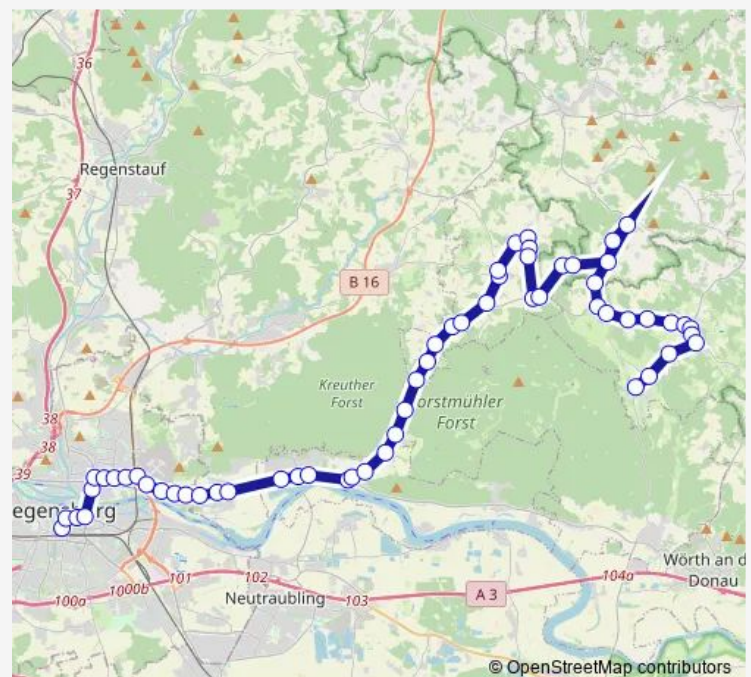 36
Regenstauf
37
B 16
Kreuther
Forst
orstmühler
Forst
38
38
39
egensburg
Wörth an d
Donau
100a
1000b
101
102
Neutraubling
103
A 3
104a
© OpenStreetMap contributors